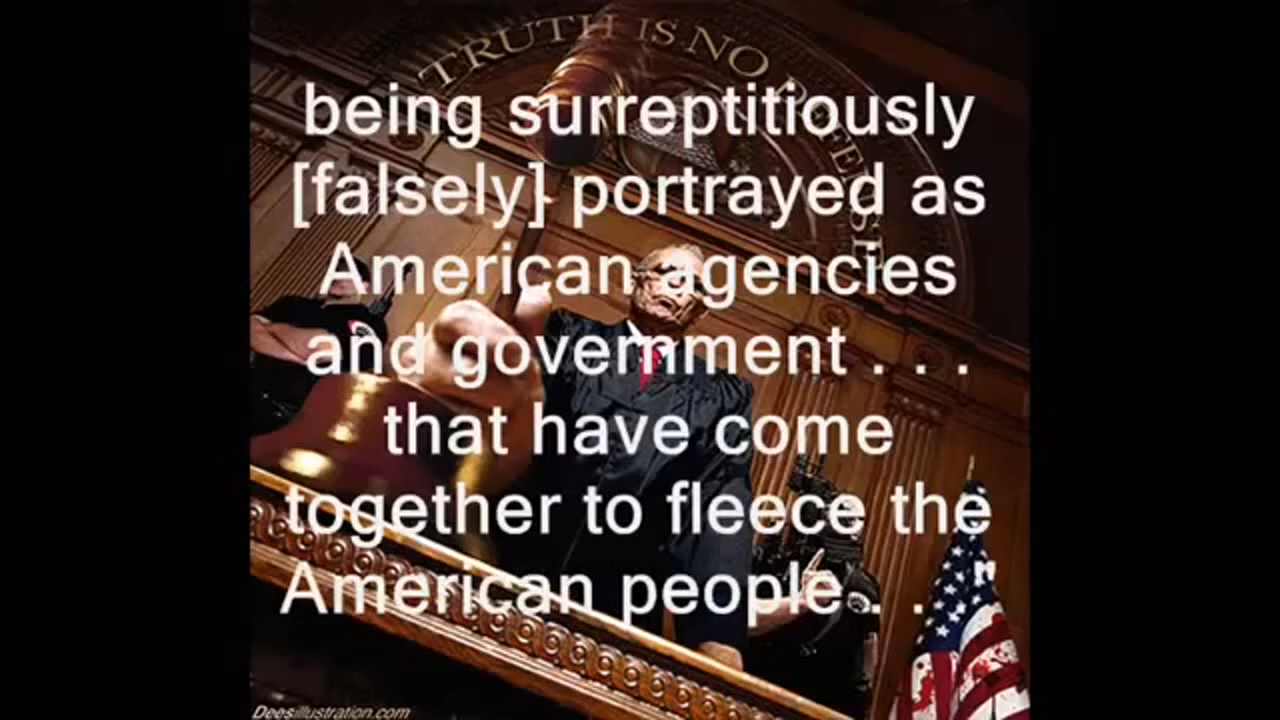 TRUTH IS NO DEFENSE
being surreptitiously
[falsely] portrayed as
American agencies
and government . . .
that have come
together to fleece the
American people . . ."
Deesillustration.com